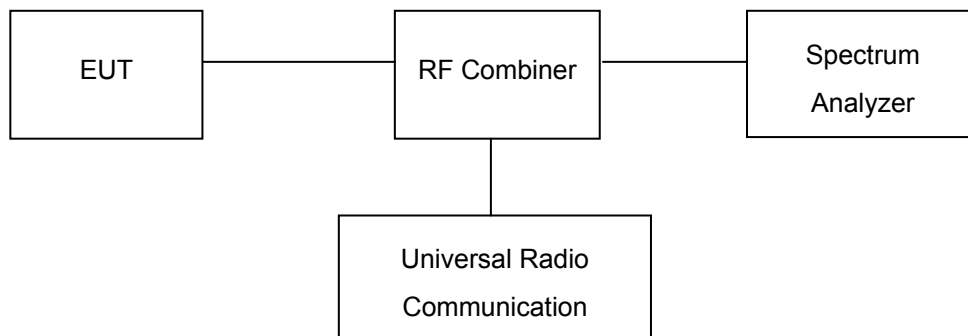 EUT
RF Combiner
Spectrum
Analyzer
Universal Radio
Communication